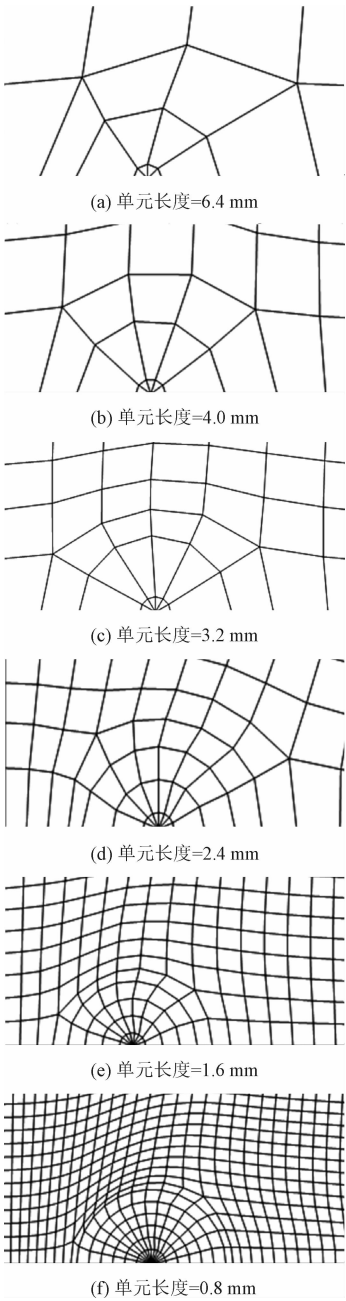 (a) 单元长度=6.4 mm
(b) 单元长度=4.0 mm
(c) 单元长度=3.2 mm
(d) 单元长度=2.4 mm
(e) 单元长度=1.6 mm
(f) 单元长度=0.8 mm